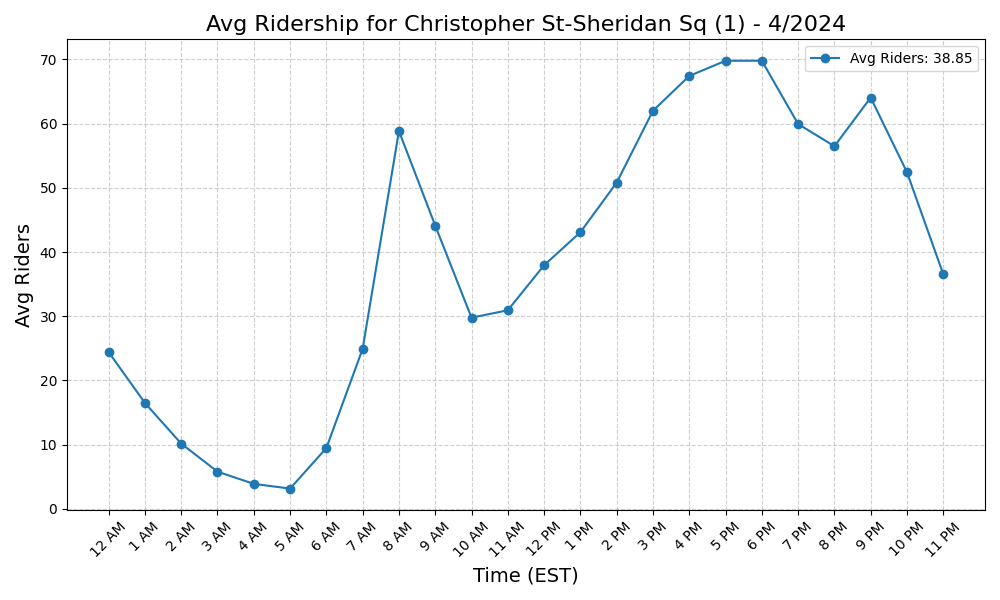 Avg Ridership for Christopher St-Sheridan Sq (1) - 4/2024
Avg Riders: 38.85
Avg Riders
70
60
50
40
30
20
10
0
12 AM
1 AM
2 AM
3 AM
4 AM
5 AM
6 AM
7 AM
8 AM
9 AM
10 AM
11 AM
12 PM
1 PM
2 PM
3 PM
4 PM
5 PM
6 PM
7 PM
8 PM
9 PM
10 PM
11 PM
Time (EST)